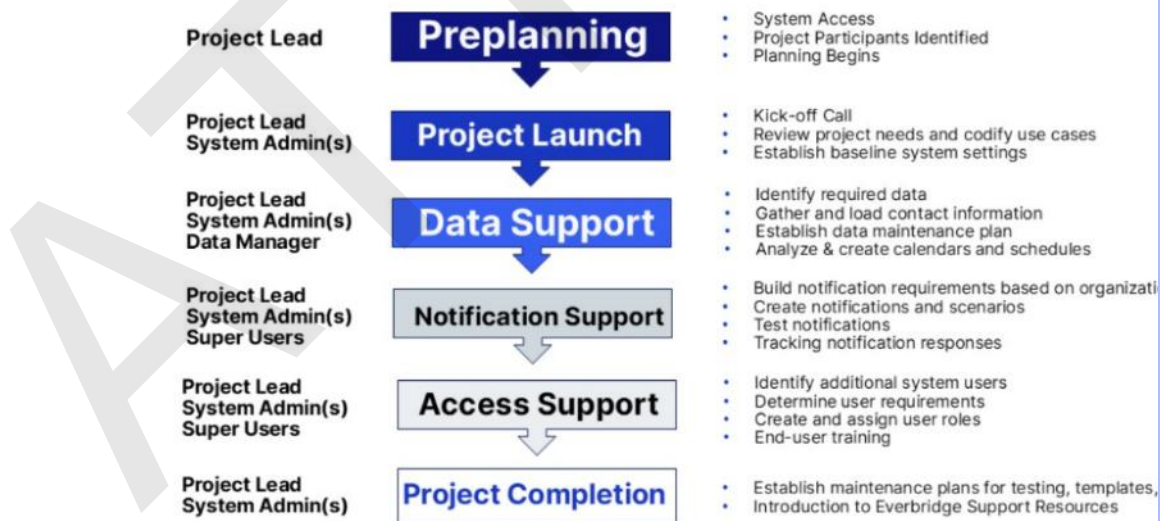 Project Lead
Preplanning
• System Access
• Project Participants Identified
• Planning Begins
Project Lead
System Admin(s)
Project Launch
• Kick-off Call
• Review project needs and codify use cases
• Establish baseline system settings
Project Lead
System Admin(s)
Data Manager
Data Support
• Identify required data
• Gather and load contact information
• Establish data maintenance plan
• Analyze & create calendars and schedules
Project Lead
System Admin(s)
Super Users
Notification Support
• Build notification requirements based on organizati
• Create notifications and scenarios
• Test notifications
• Tracking notification responses
Project Lead
System Admin(s)
Super Users
Access Support
• Identify additional system users
• Determine user requirements
• Create and assign user roles
• End-user training
Project Lead
System Admin(s)
Project Completion
• Establish maintenance plans for testing, templates,
• Introduction to Everbridge Support Resources